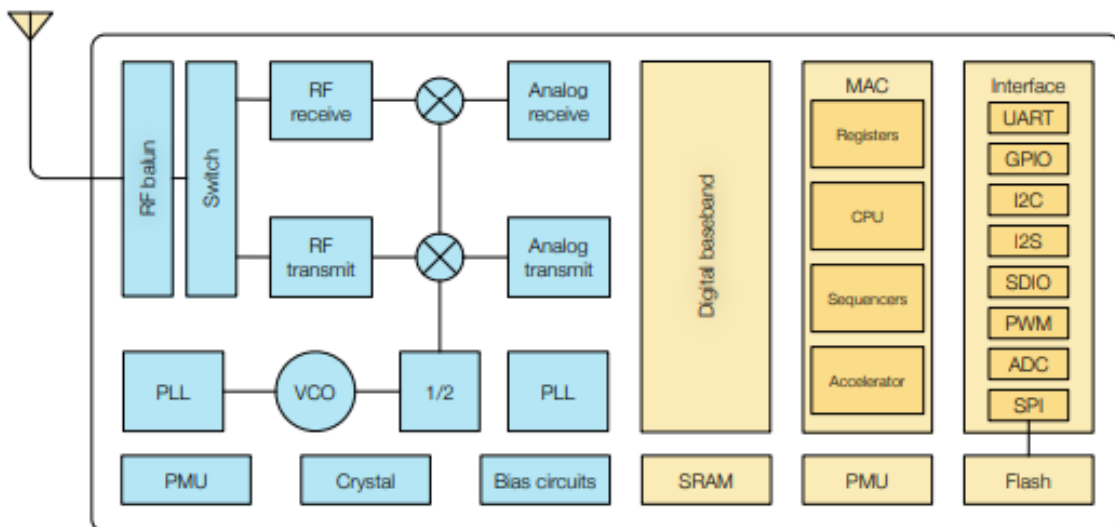 RF balun
Switch
RF
receive
Analog
receive
RF
transmit
Analog
transmit
PLL
VCO
1/2
PLL
PMU
Crystal
Bias circuits
Digital baseband
SRAM
MAC
Registers
CPU
Sequencers
Accelerator
PMU
Interface
UART
GPIO
I2C
I2S
SDIO
PWM
ADC
SPI
Flash